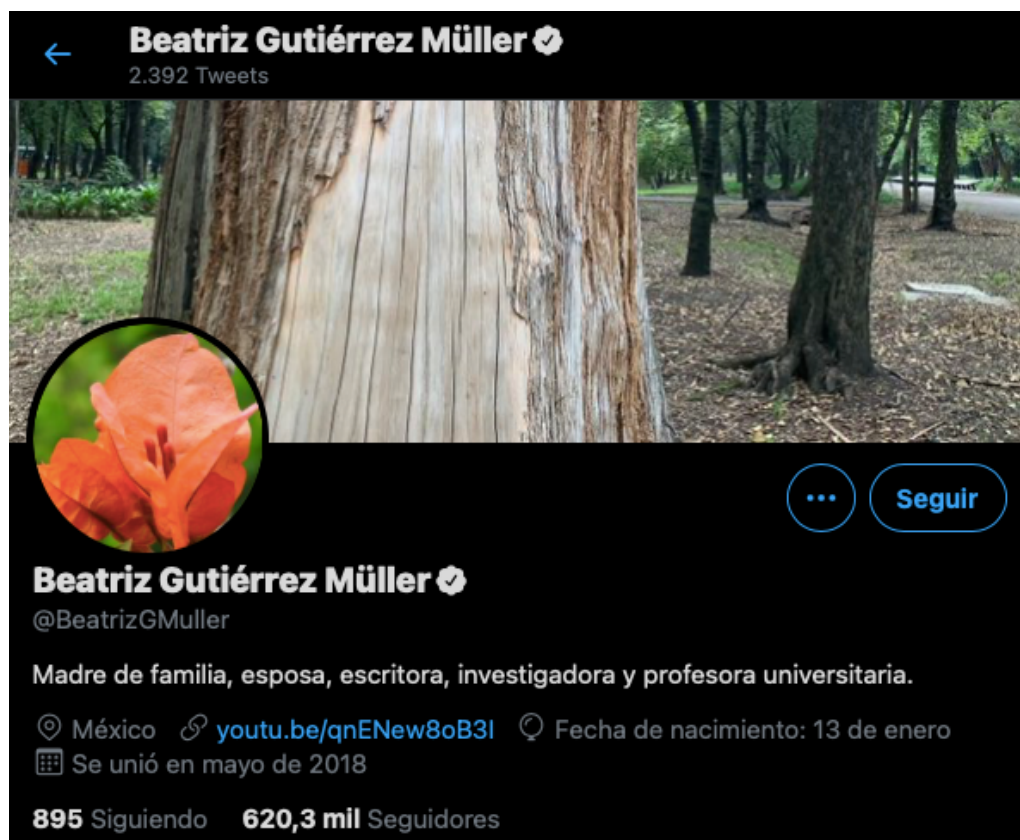 Beatriz Gutiérrez Müller
2.392 Tweets
Seguir
Beatriz Gutiérrez Müller
@BeatrizGMuller
Madre de familia, esposa, escritora, investigadora y profesora universitaria.
México youtu.be/qnENew8oB3I Fecha de nacimiento: 13 de enero
Se unió en mayo de 2018
895 Siguiendo 620,3 mil Seguidores